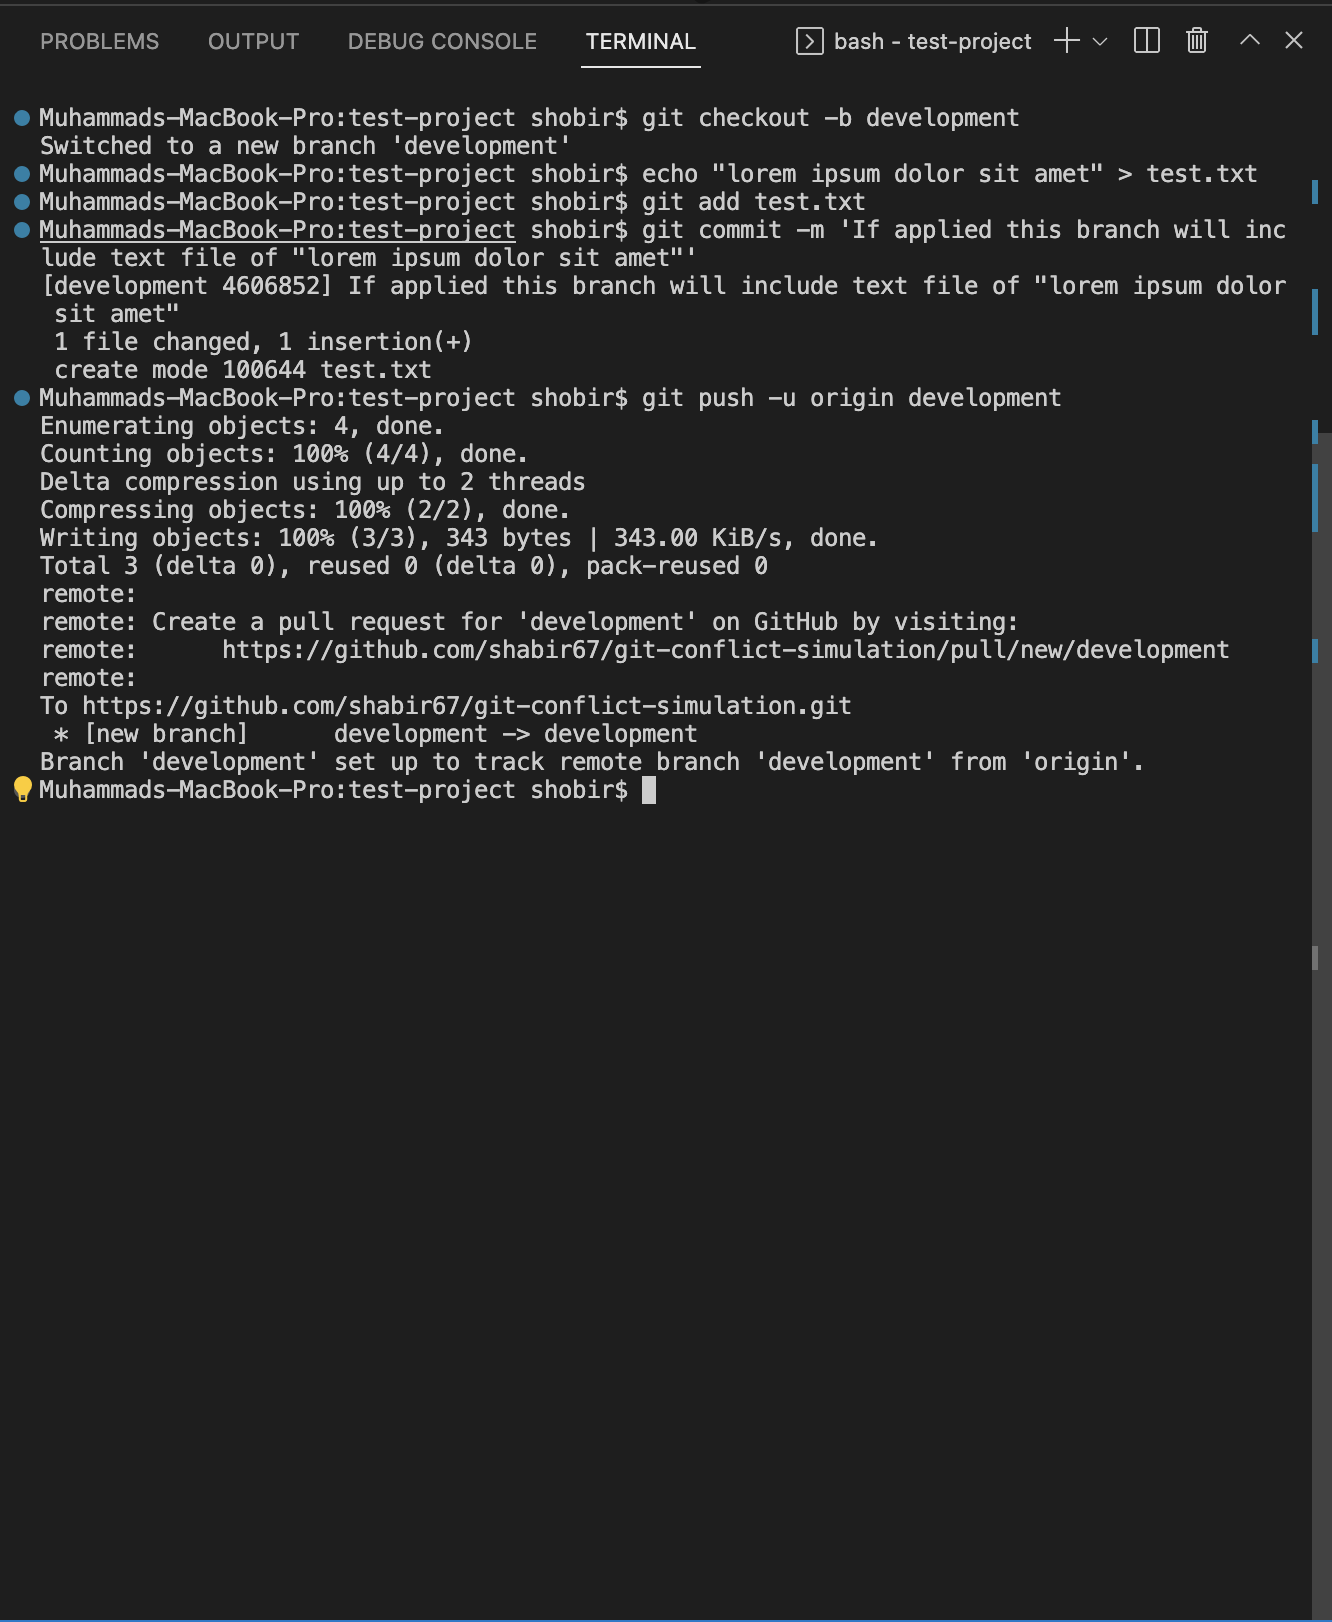 PROBLEMS OUTPUT DEBUG CONSOLE TERMINAL bash - test-project
Muhammads-MacBook-Pro:test-project shobir$ git checkout -b development
Switched to a new branch 'development'
Muhammads-MacBook-Pro:test-project shobir$ echo "lorem ipsum dolor sit amet" > test.txt
Muhammads-MacBook-Pro:test-project shobir$ git add test.txt
Muhammads-MacBook-Pro:test-project shobir$ git commit -m 'If applied this branch will inc
lude text file of "lorem ipsum dolor sit amet"'
[development 4606852] If applied this branch will include text file of "lorem ipsum dolor
 sit amet"
 1 file changed, 1 insertion(+)
 create mode 100644 test.txt
Muhammads-MacBook-Pro:test-project shobir$ git push -u origin development
Enumerating objects: 4, done.
Counting objects: 100% (4/4), done.
Delta compression using up to 2 threads
Compressing objects: 100% (2/2), done.
Writing objects: 100% (3/3), 343 bytes | 343.00 KiB/s, done.
Total 3 (delta 0), reused 0 (delta 0), pack-reused 0
remote:
remote: Create a pull request for 'development' on GitHub by visiting:
remote:      https://github.com/shabir67/git-conflict-simulation/pull/new/development
remote:
To https://github.com/shabir67/git-conflict-simulation.git
 * [new branch]      development -> development
Branch 'development' set up to track remote branch 'development' from 'origin'.
Muhammads-MacBook-Pro:test-project shobir$